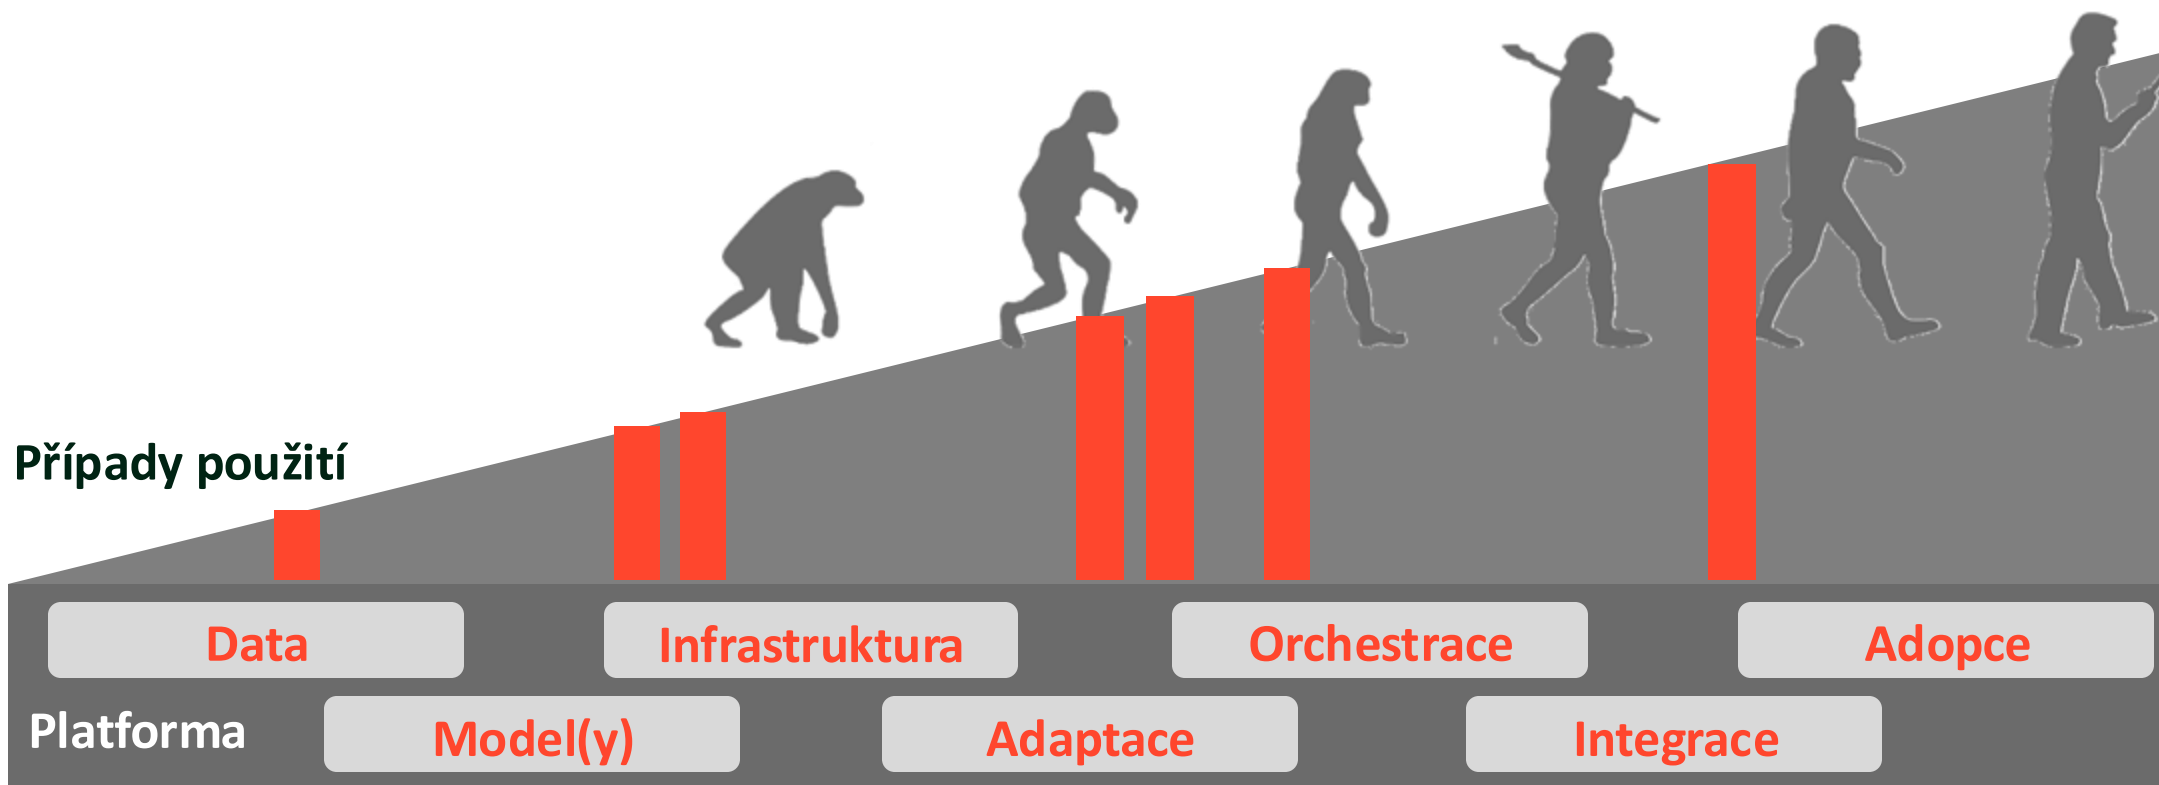 Případy použití
Data
Infrastruktura
Orchestrace
Adopce
Platforma
Model(y)
Adaptace
Integrace